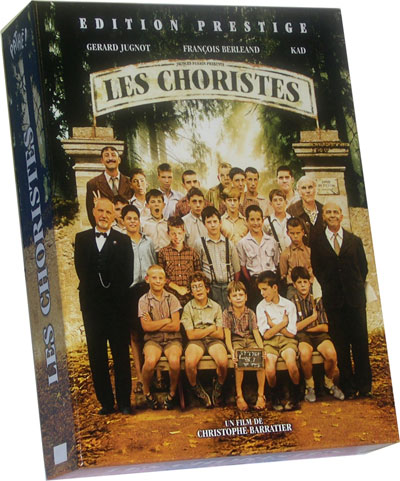 EDITION PRESTIGE
GERARD JUGNOT FRANÇOIS BERLEAND KAD
LES CHORISTES
UN FILM DE
CHRISTOPHE BARRATIER
LES CHORISTES